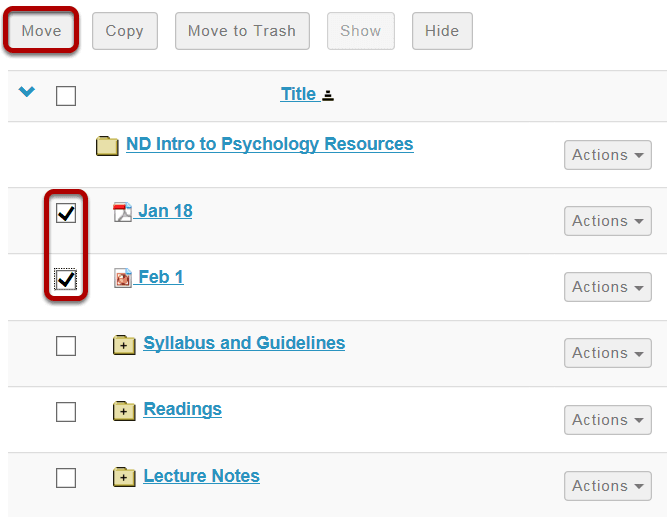 Move Copy Move to Trash Show Hide
Title
ND Intro to Psychology Resources Actions
Jan 18 Actions
Feb 1 Actions
Syllabus and Guidelines Actions
Readings Actions
Lecture Notes Actions